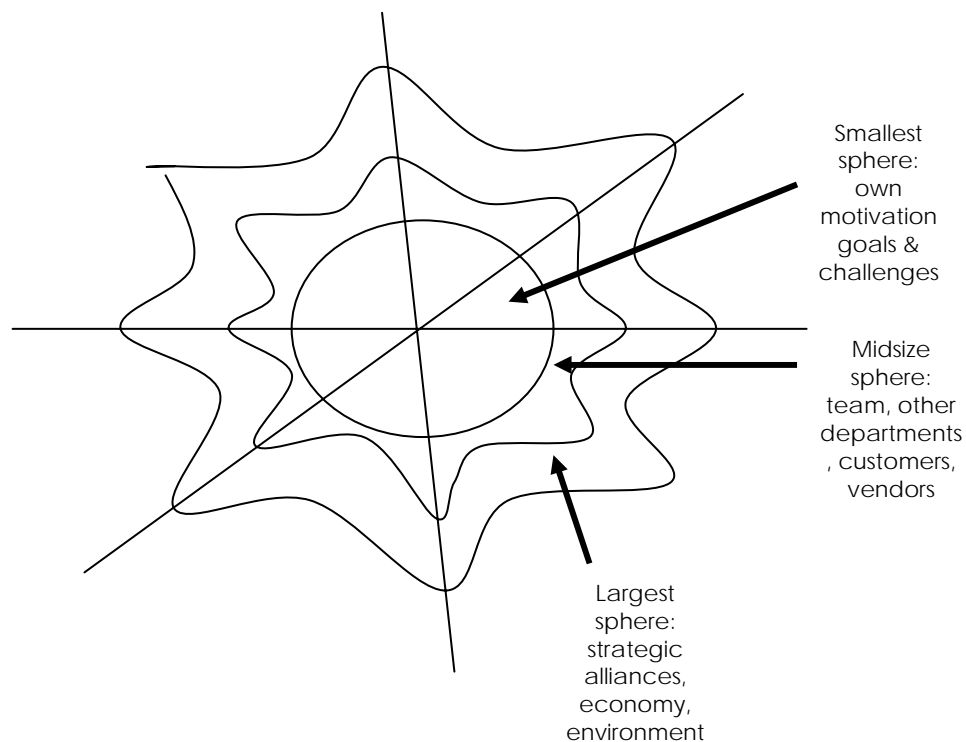 Smallest
sphere:
own
motivation
goals &
challenges
Midsize
sphere:
team, other
departments
, customers,
vendors
Largest
sphere:
strategic
alliances,
economy,
environment